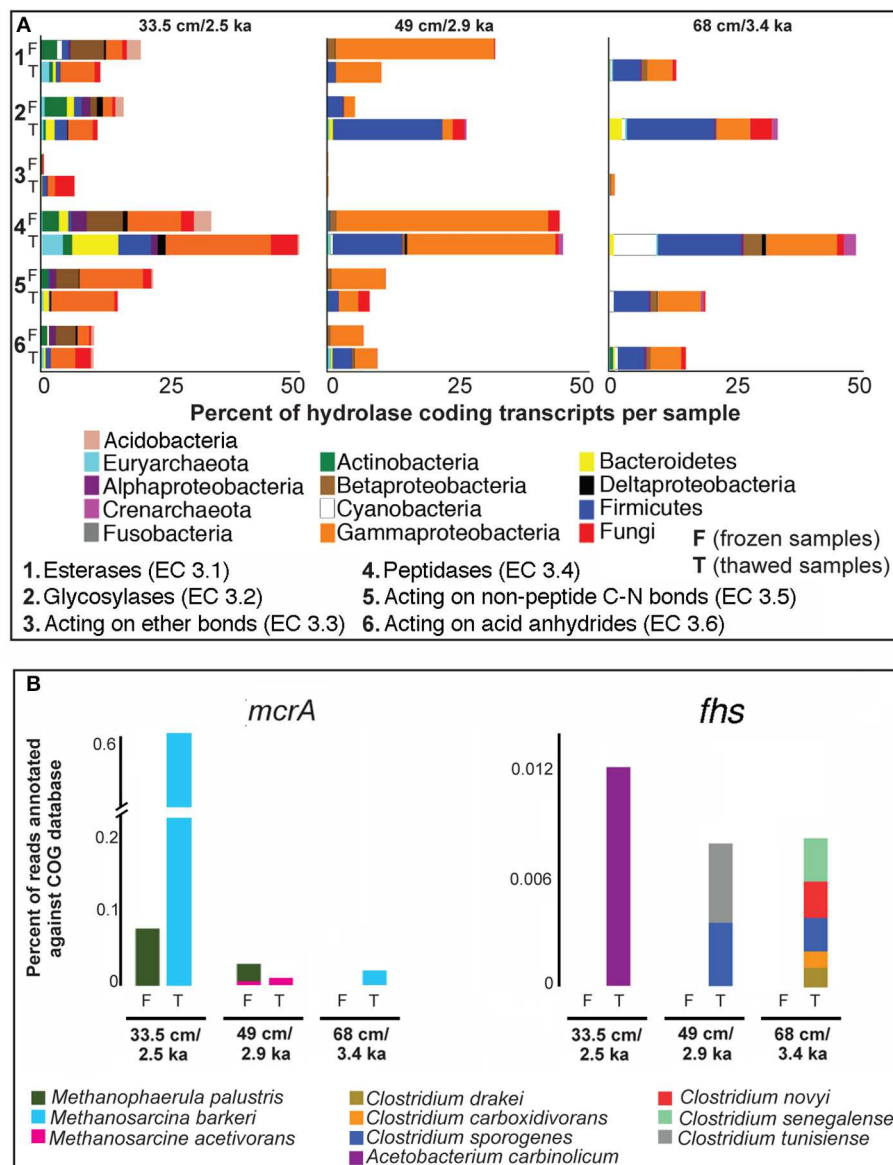 A
33.5 cm/2.5 ka 49 cm/2.9 ka 68 cm/3.4 ka
1 F
T
2 F
T
3 F
T
4 F
T
5 F
T
6 F
T
0 25 50 0 25 50 0 25 50
Percent of hydrolase coding transcripts per sample
Acidobacteria
Euryarchaeota Actinobacteria Bacteroidetes
Alphaproteobacteria Betaproteobacteria Deltaproteobacteria
Crenarchaeota Cyanobacteria Firmicutes
Fusobacteria Gammaproteobacteria Fungi
F (frozen samples)
T (thawed samples)
1. Esterases (EC 3.1) 4. Peptidases (EC 3.4)
2. Glycosylases (EC 3.2) 5. Acting on non-peptide C-N bonds (EC 3.5)
3. Acting on ether bonds (EC 3.3) 6. Acting on acid anhydrides (EC 3.6)
B
mcrA fhs
Percent of reads annotated
against COG database
0.6
0.2
0.1
0
0.012
0.006
0
F T F T F T F T F T F T
33.5 cm/ 49 cm/ 68 cm/ 33.5 cm/ 49 cm/ 68 cm/
2.5 ka 2.9 ka 3.4 ka 2.5 ka 2.9 ka 3.4 ka
Methanophaerula palustris Clostridium drakei Clostridium novyi
Methanosarcina barkeri Clostridium carboxidivorans Clostridium senegalense
Methanosarcine acetivorans Clostridium sporogenes Clostridium tunisiense
Acetobacterium carbinolicum